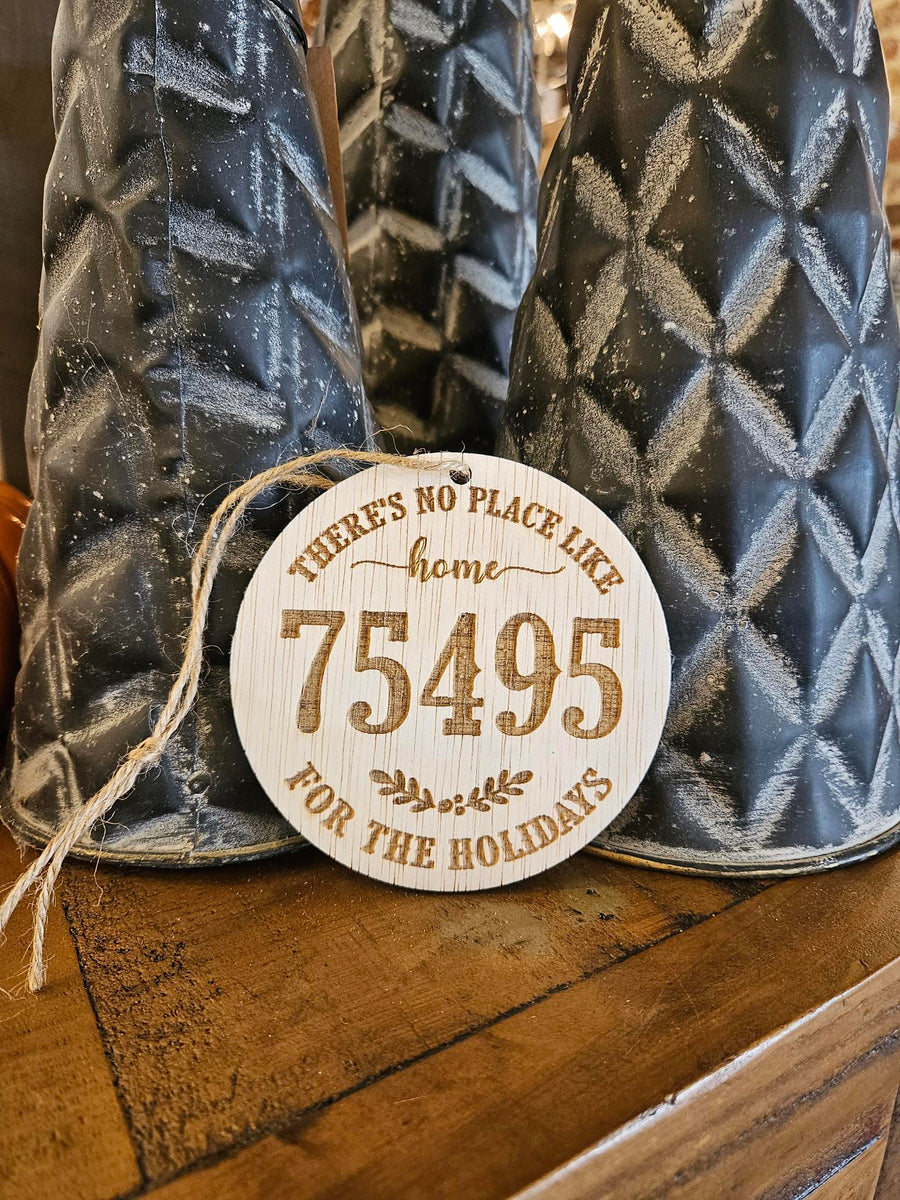 THERE'S NO PLACE LIKE
home
75495
FOR THE HOLIDAYS